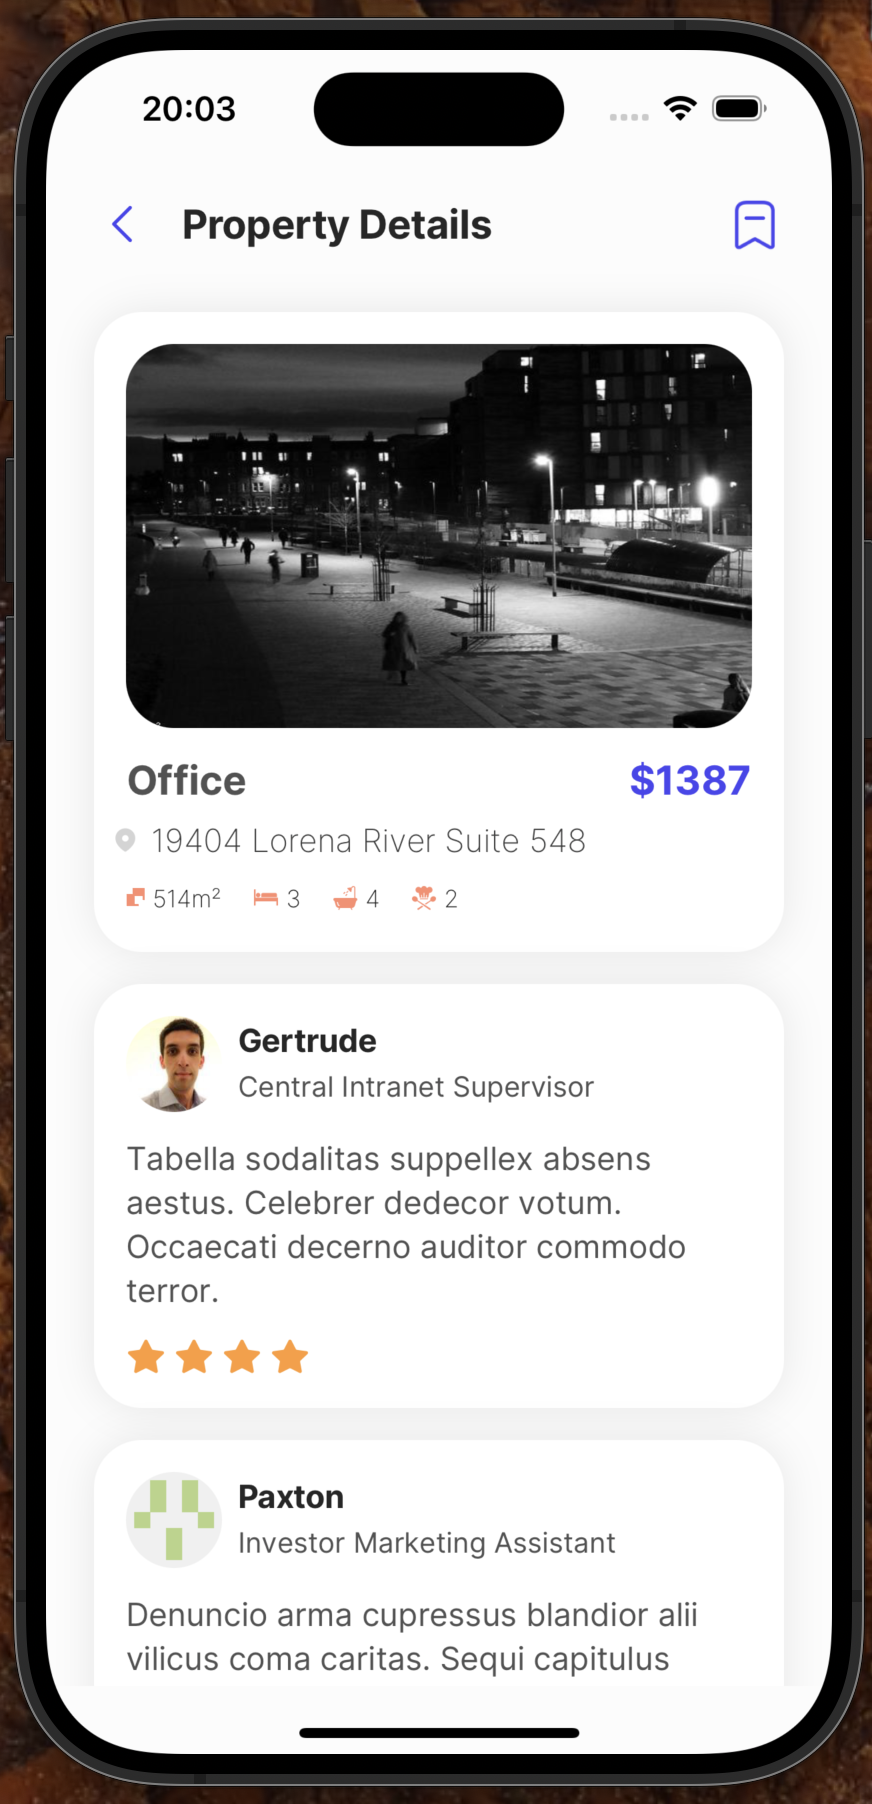 20:03
Property Details
Office
$1387
19404 Lorena River Suite 548
514m² 3 4 2
Gertrude
Central Intranet Supervisor
Tabella sodalitas suppellex absens
aestus. Celebrer dedecor votum.
Occaecati decerno auditor commodo
terror.
Paxton
Investor Marketing Assistant
Denuncio arma cupressus blandior alii
vilicus coma caritas. Sequi capitulus